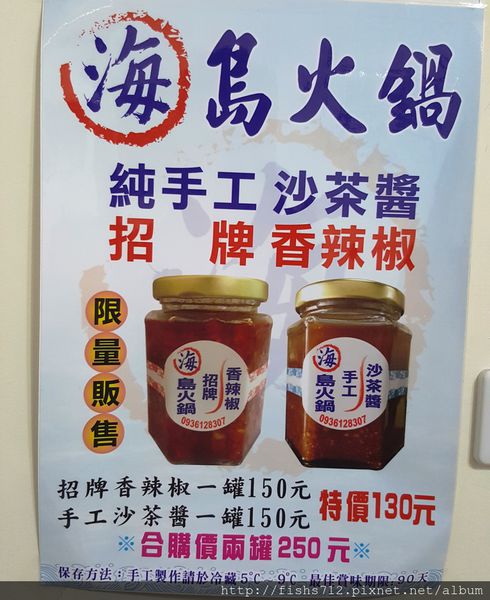 海島火鍋
純手工 沙茶醬
招 牌 香辣椒
限量販售
海島火鍋
招牌
香辣椒
0936128307
海島火鍋
手工
沙茶醬
0936128307
招牌香辣椒一罐150元
手工沙茶醬一罐150元
特價130元
※合購價兩罐250元※
保存方法：手工製作請於冷藏5℃~9℃ 最佳賞味期限:90天
http://fishs712.pixnet.net/album